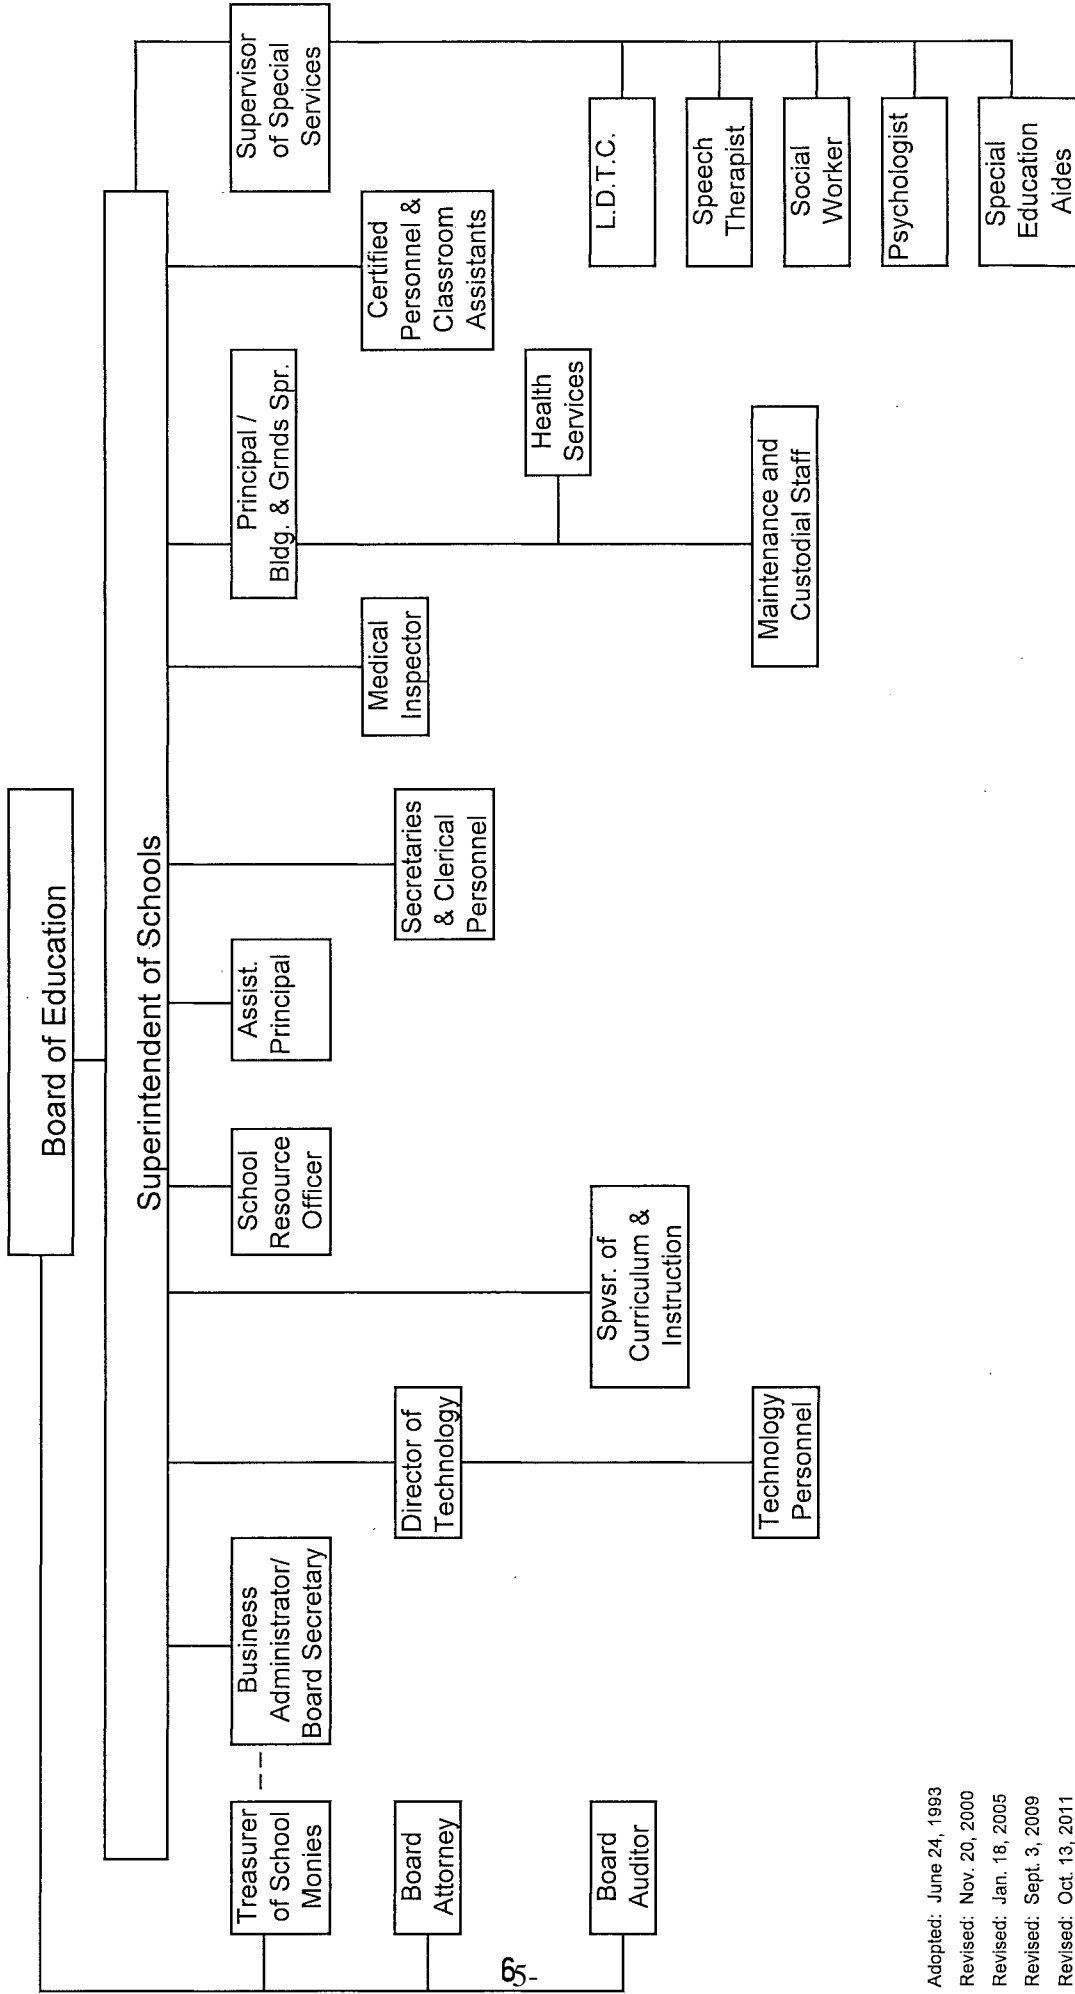 Board of Education
Superintendent of Schools
Treasurer
of School
Monies
Business
Administrator/
Board Secretary
School
Resource
Officer
Assist.
Principal
Principal /
Bldg. & Grnds Spr.
Supervisor
of Special
Services
Board
Attorney
Director of
Technology
Secretaries
& Clerical
Personnel
Medical
Inspector
Certified
Personnel &
Classroom
Assistants
Health
Services
Board
Auditor
Spvsr. of
Curriculum &
Instruction
L.D.T.C.
Speech
Therapist
Technology
Personnel
Maintenance and
Custodial Staff
Social
Worker
Psychologist
Special
Education
Aides
Adopted: June 24, 1993
Revised: Nov. 20, 2000
Revised: Jan. 18, 2005
Revised: Sept. 3, 2009
Revised: Oct. 13, 2011